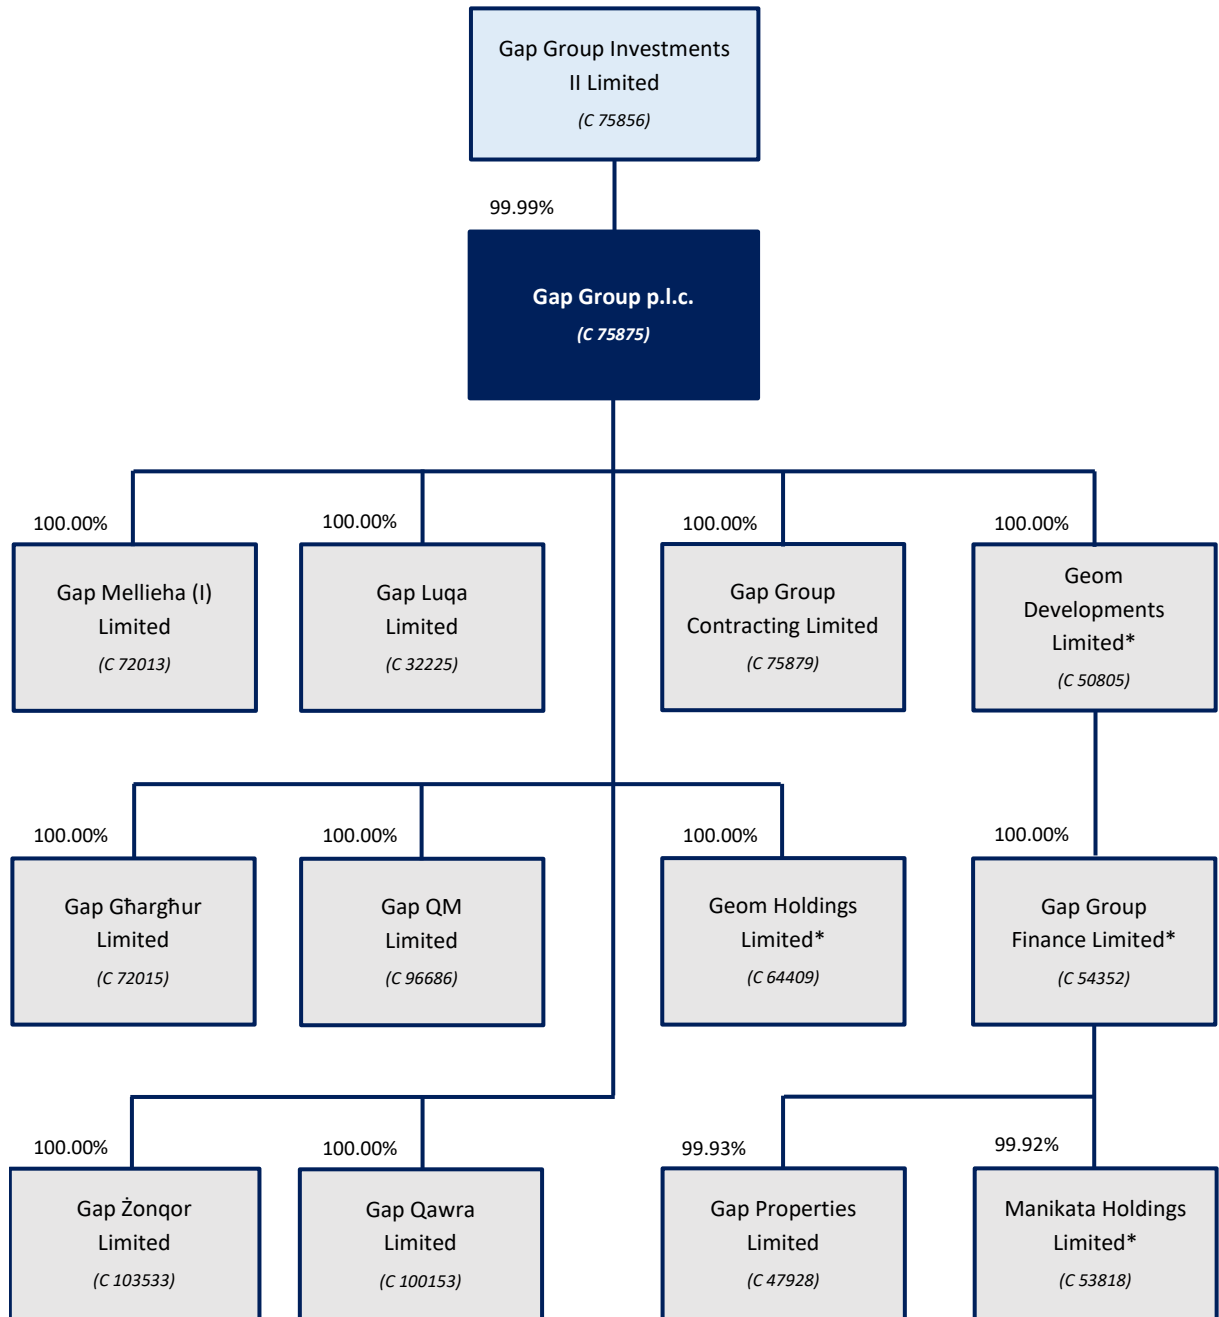 Gap Group Investments
II Limited
(C 75856)
99.99%
Gap Group p.l.c.
(C 75875)
100.00%
Gap Mellieha (I)
Limited
(C 72013)
100.00%
Gap Luqa
Limited
(C 32225)
100.00%
Gap Group
Contracting Limited
(C 75879)
100.00%
Geom
Developments
Limited*
(C 50805)
100.00%
Gap Għargħur
Limited
(C 72015)
100.00%
Gap QM
Limited
(C 96686)
100.00%
Geom Holdings
Limited*
(C 64409)
100.00%
Gap Group
Finance Limited*
(C 54352)
100.00%
Gap Żonqor
Limited
(C 103533)
100.00%
Gap Qawra
Limited
(C 100153)
99.93%
Gap Properties
Limited
(C 47928)
99.92%
Manikata Holdings
Limited*
(C 53818)